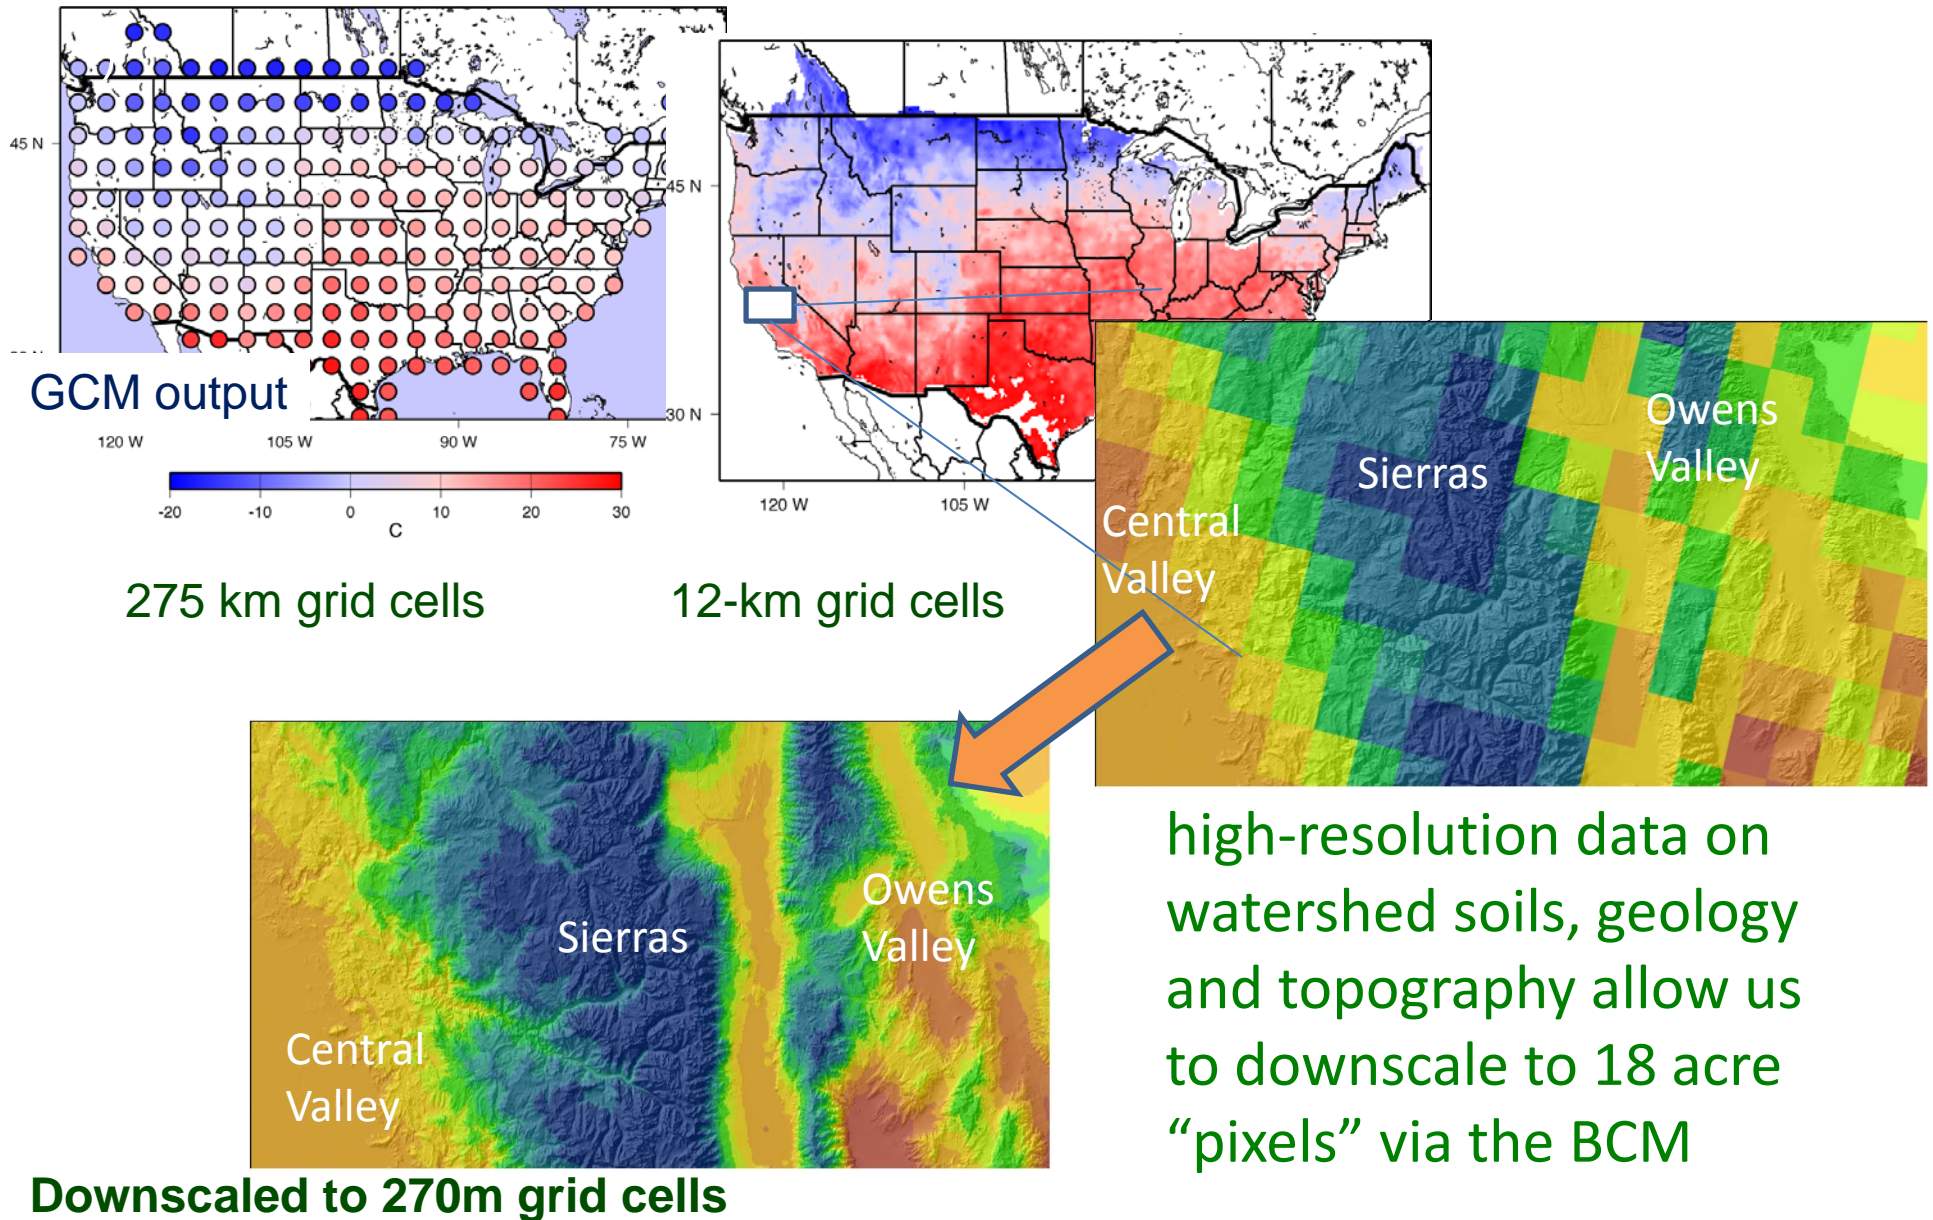 45 N
GCM output
120 W
105 W
90 W
75 W
-20
-10
0
10
20
30
C
275 km grid cells
45 N
30 N
120 W
105 W
12-km grid cells
Central
Valley
Sierras
Owens
Valley
Central
Valley
Sierras
Owens
Valley
Downscaled to 270m grid cells
high-resolution data on
watershed soils, geology
and topography allow us
to downscale to 18 acre
“pixels” via the BCM